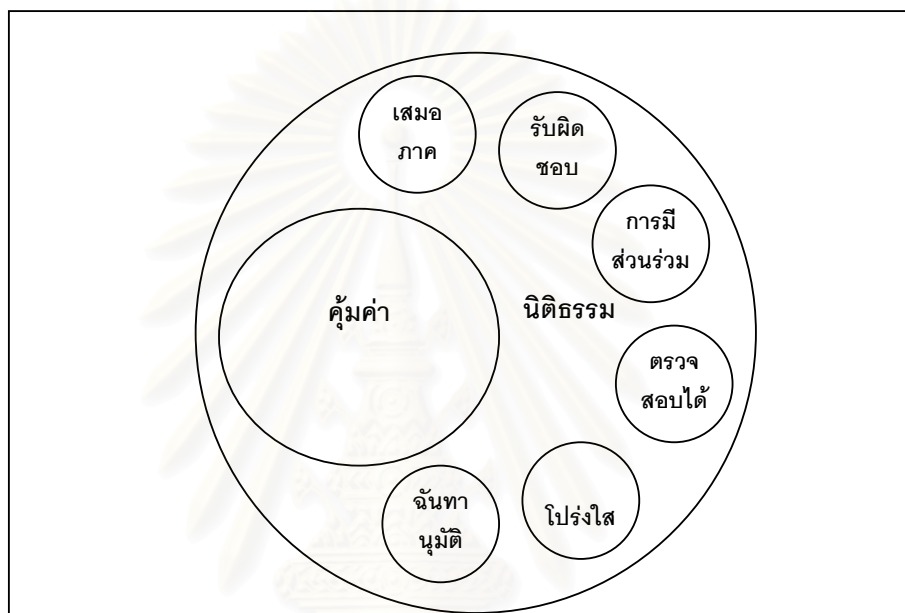 เสมอ
ภาค
รับผิด
ชอบ
การมี
ส่วนร่วม
คุ้มค่า
นิติธรรม
ตรวจ
สอบได้
ฉันทา
นุมัติ
โปร่งใส